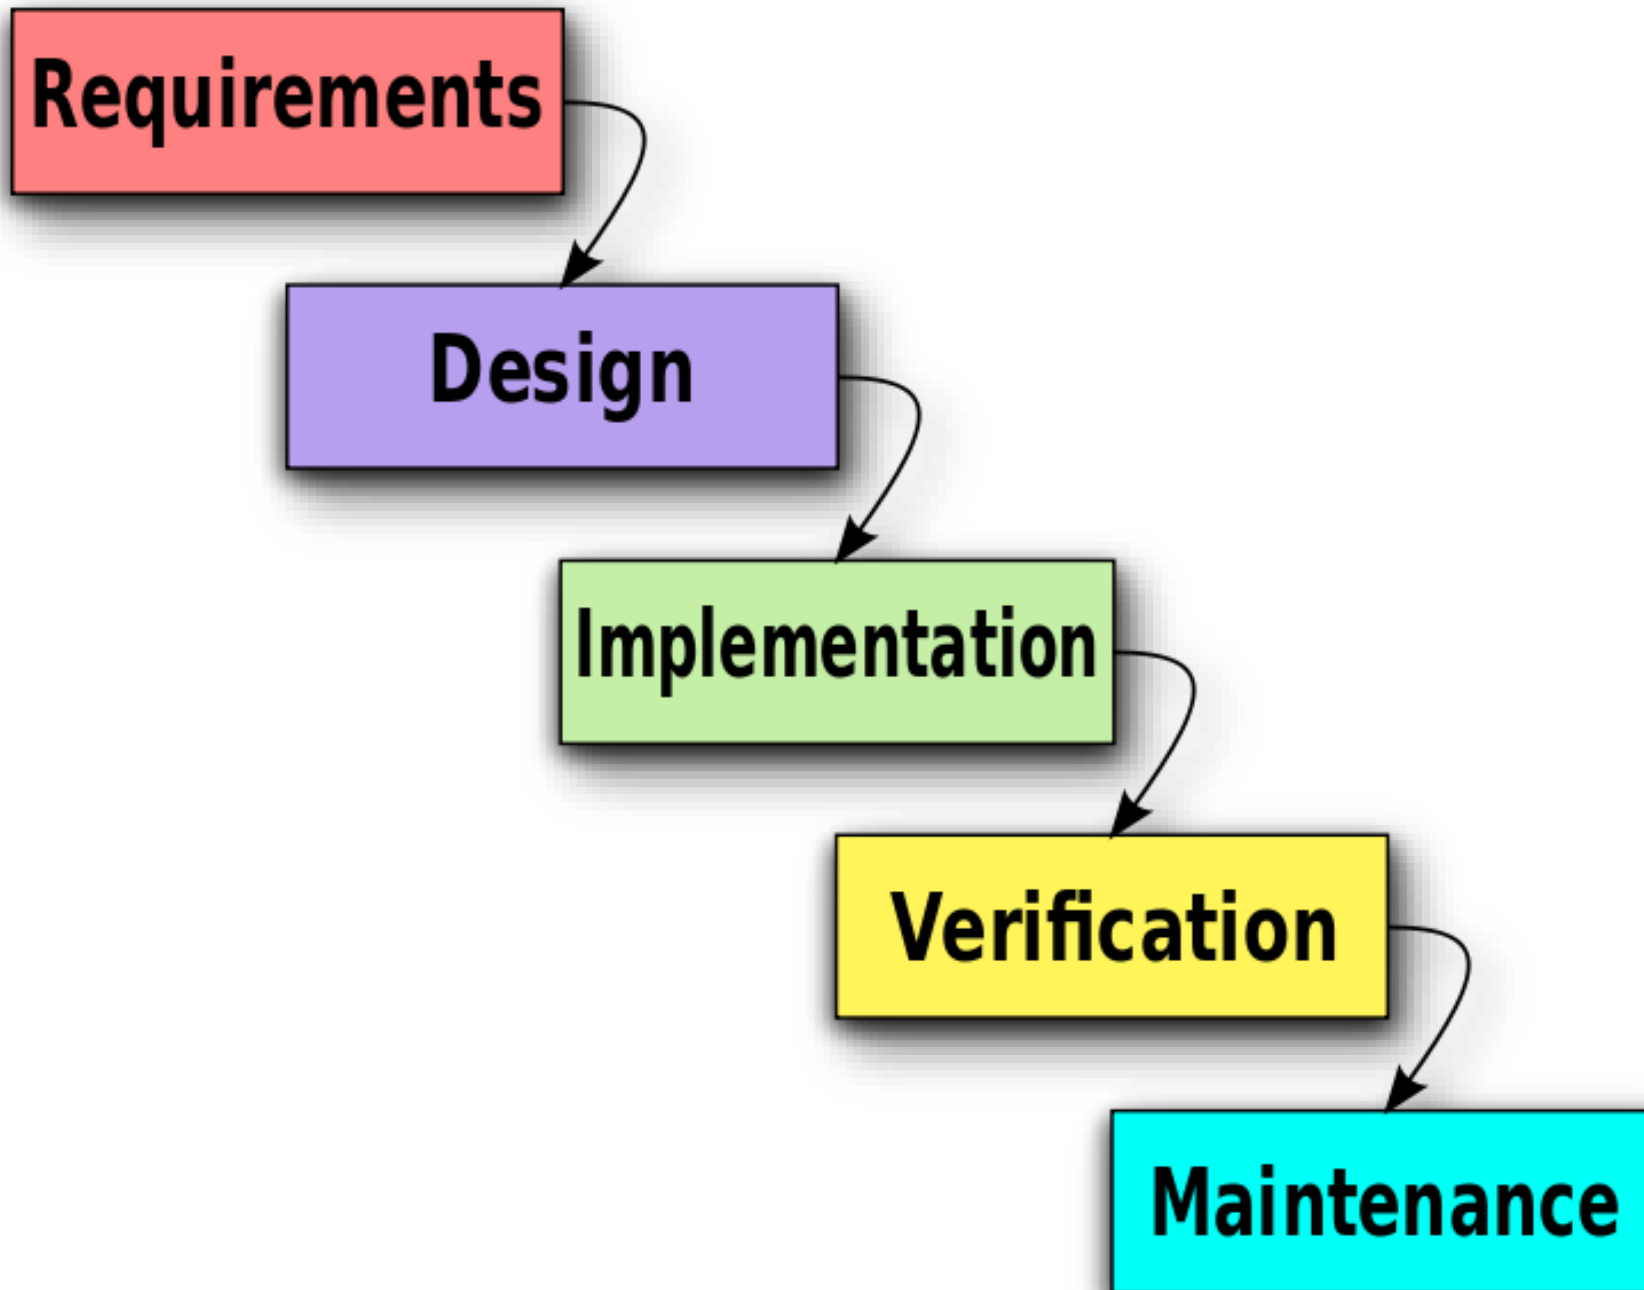 Requirements
Design
Implementation
Verification
Maintenance